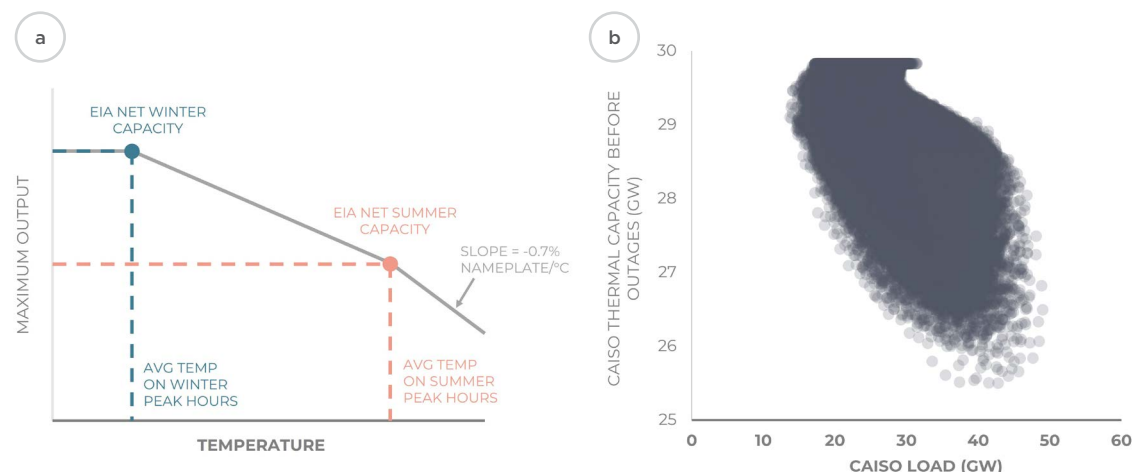 a
EIA NET WINTER
CAPACITY
EIA NET SUMMER
CAPACITY
SLOPE = -0.7%
NAMEPLATE/°C
MAXIMUM OUTPUT
AVG TEMP
ON WINTER
PEAK HOURS
AVG TEMP
ON SUMMER
PEAK HOURS
TEMPERATURE
b
CAISO THERMAL CAPACITY BEFORE
OUTAGES (GW)
30
29
28
27
26
25
0 10 20 30 40 50 60
CAISO LOAD (GW)